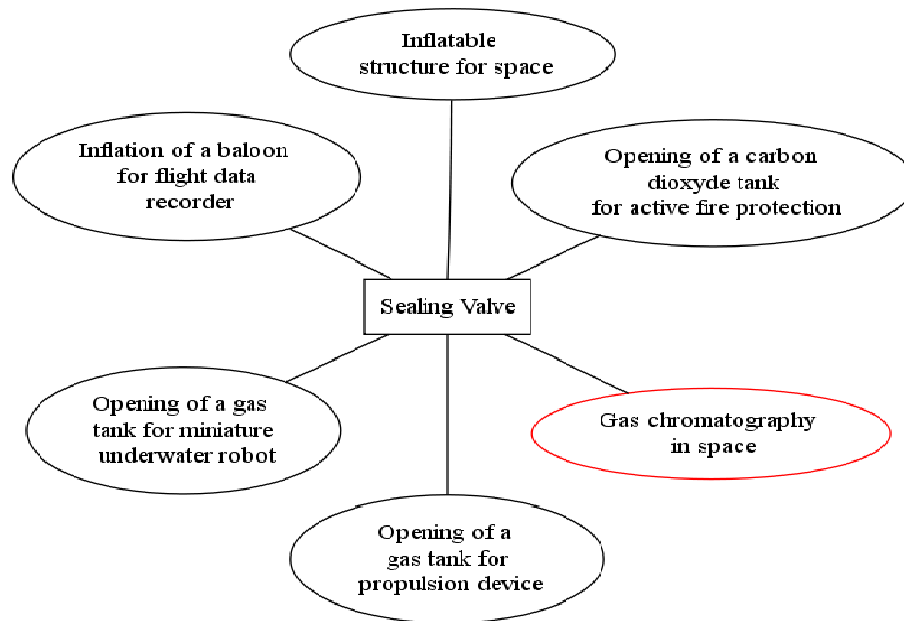 Inflatable
structure for space
Inflation of a baloon
for flight data
recorder
Opening of a carbon
dioxyde tank
for active fire protection
Sealing Valve
Opening of a gas
tank for miniature
underwater robot
Gas chromatography
in space
Opening of a
gas tank for
propulsion device